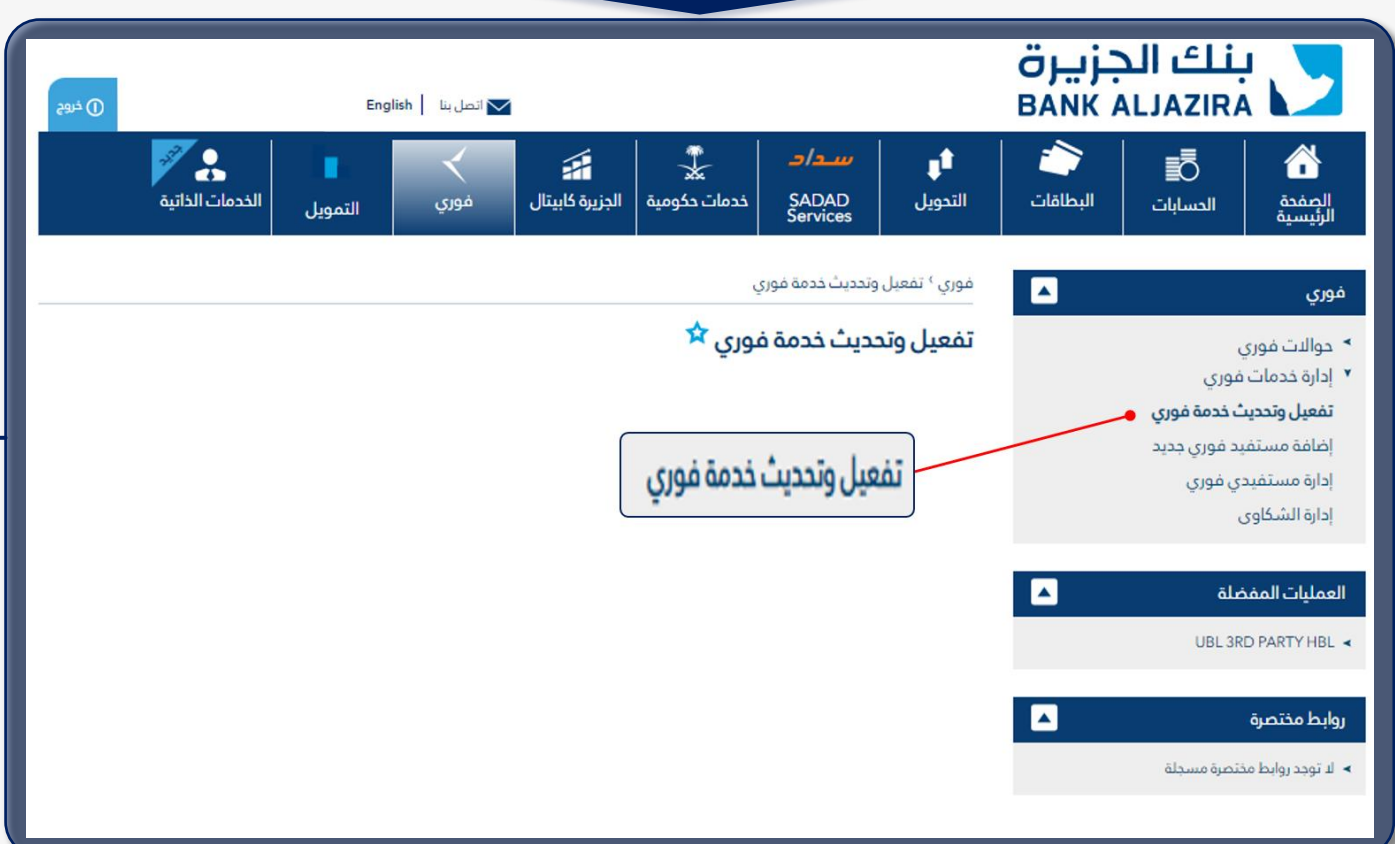 بنك الجزيرة
BANK ALJAZIRA
اتصل بنا | English
خروج
الصفحة الرئيسية
الحسابات
البطاقات
التحويل
سداد
SADAD Services
خدمات حكومية
الجزيرة كابيتال
فوري
التمويل
الخدمات الذاتية
جديد
فوري
حوالات فوري
إدارة خدمات فوري
تفعيل وتحديث خدمة فوري
إضافة مستفيد فوري جديد
إدارة مستفيدي فوري
إدارة الشكاوى
العمليات المفضلة
UBL 3RD PARTY HBL
روابط مختصرة
لا توجد روابط مختصرة مسجلة
فوري › تفعيل وتحديث خدمة فوري
تفعيل وتحديث خدمة فوري
تفعيل وتحديث خدمة فوري